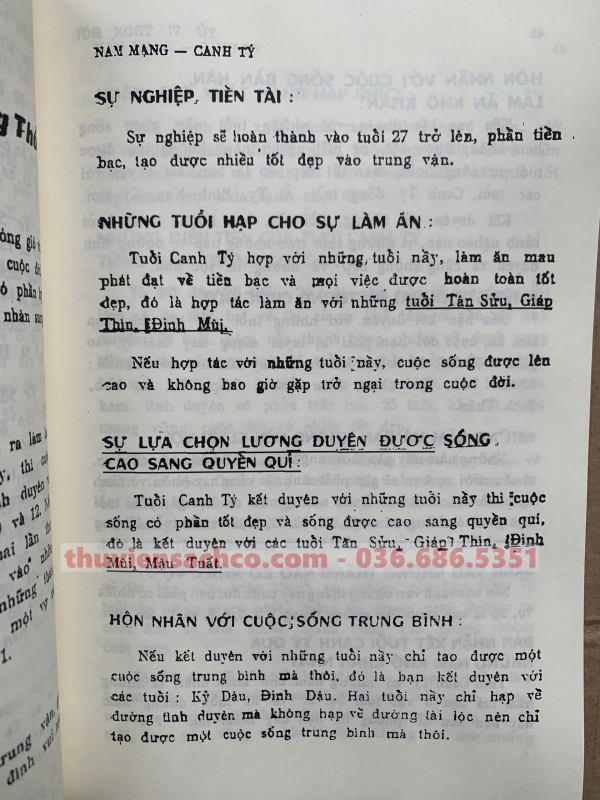 NAM MẠNG — CANH TÝ
SỰ NGHIỆP, TIỀN TÀI :
Sự nghiệp sẽ hoàn thành vào tuổi 27 trở lên, phần tiền
bạc, tạo được nhiều tốt đẹp vào trung vận.
NHỮNG TUỔI HẠP CHO SỰ LÀM ĂN :
Tuổi Canh Tý hợp với những tuổi nầy, làm ăn mau
phát đạt về tiền bạc và mọi việc được hoàn toàn tốt
đẹp, đó là hợp tác làm ăn với những tuổi Tân Sửu, Giáp
Thìn, Đinh Mùi.
Nếu hợp tác với những tuổi nầy, cuộc sống được lên
cao và không bao giờ gặp trở ngại trong cuộc đời.
SỰ LỰA CHỌN LƯƠNG DUYÊN ĐƯỢC SỐNG
CAO SANG QUYỀN QUÍ :
Tuổi Canh Tý kết duyên với những tuổi nầy thì cuộc
sống có phần tốt đẹp và sống được cao sang quyền quí,
đó là kết duyên với các tuổi Tân Sửu, Giáp Thìn, Đinh
Mùi, Mậu Tuất.
thuviensachco.com - 036.686.5351
HÔN NHÂN VỚI CUỘC SỐNG TRUNG BÌNH :
Nếu kết duyên với những tuổi nầy chỉ tạo được một
cuộc sống trung bình mà thôi, đó là bạn kết duyên với
các tuổi : Kỷ Dậu, Đinh Dậu. Hai tuổi nầy chỉ hạp về
đường tình duyên mà không hạp về đường tài lộc nên chỉ
tạo được một cuộc sống trung bình mà thôi.